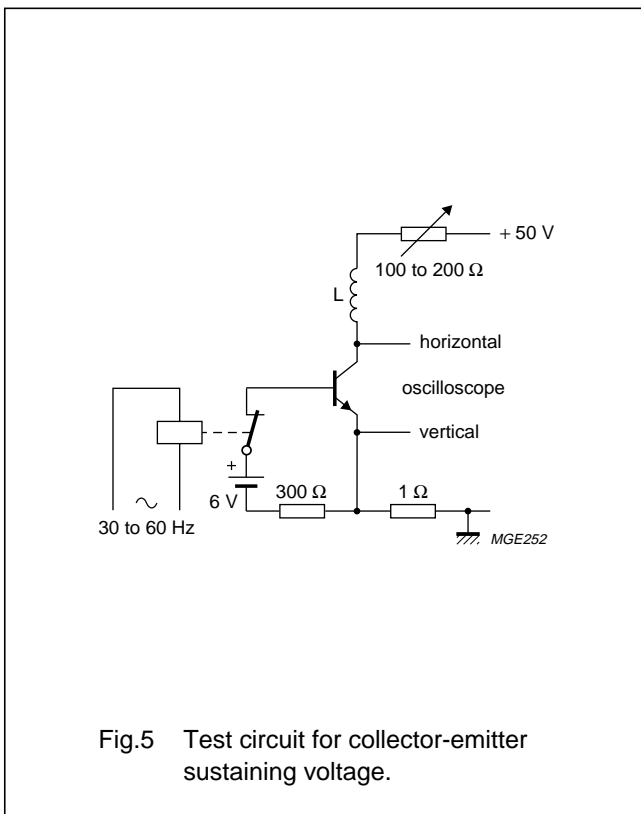 + 50 V
100 to 200 Ω
L
horizontal
oscilloscope
vertical
+
6 V
300 Ω
1 Ω
30 to 60 Hz
MGE252
Fig.5 Test circuit for collector-emitter
sustaining voltage.